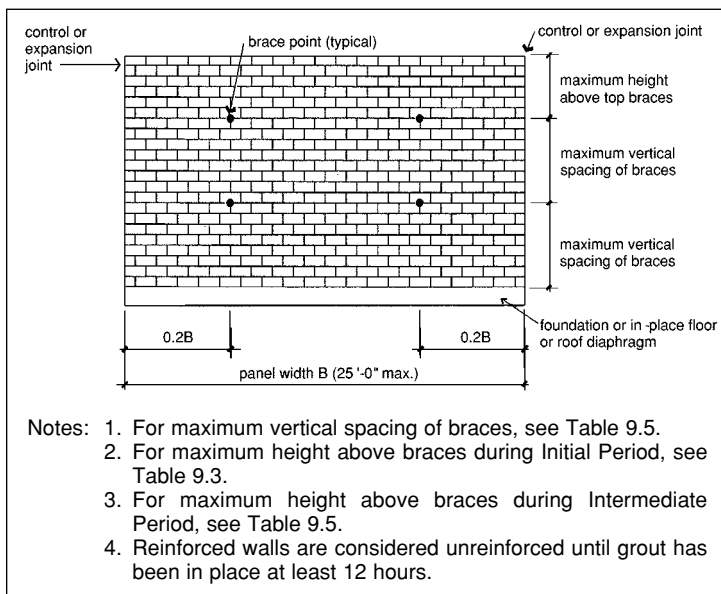 control or
expansion
joint
brace point (typical)
control or expansion joint
maximum height
above top braces
maximum vertical
spacing of braces
maximum vertical
spacing of braces
foundation or in -place floor
or roof diaphragm
0.2B
0.2B
panel width B (25 '-0" max.)
Notes: 1. For maximum vertical spacing of braces, see Table 9.5.
2. For maximum height above braces during Initial Period, see
Table 9.3.
3. For maximum height above braces during Intermediate
Period, see Table 9.5.
4. Reinforced walls are considered unreinforced until grout has
been in place at least 12 hours.